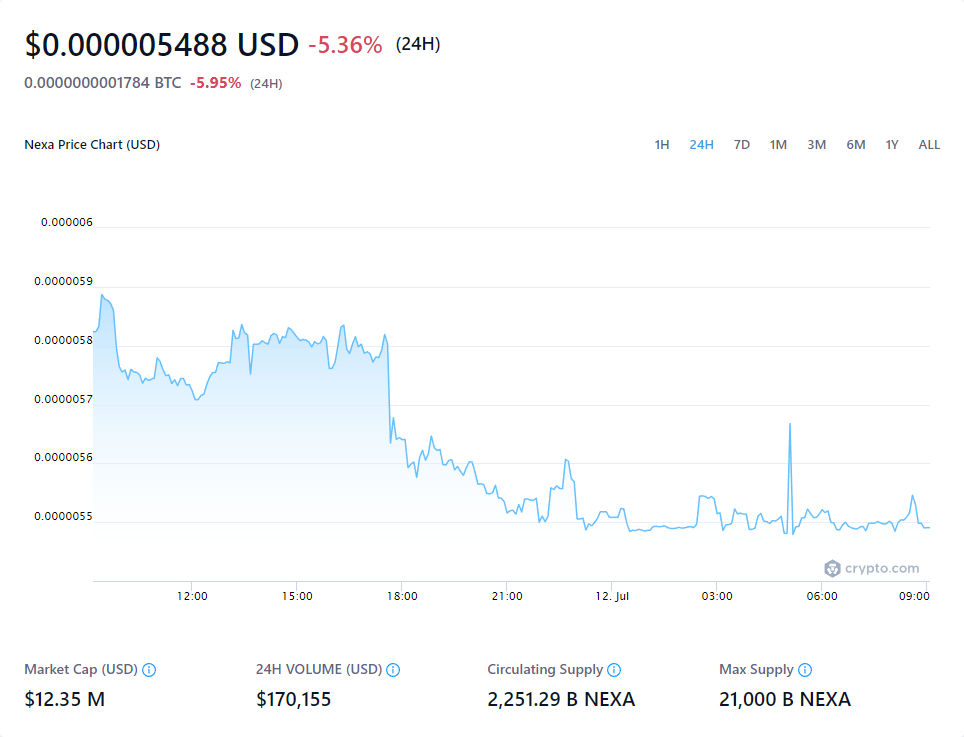 $0.000005488 USD -5.36% (24H)
0.0000000001784 BTC -5.95% (24H)
Nexa Price Chart (USD)
1H 24H 7D 1M 3M 6M 1Y ALL
0.000006
0.0000059
0.0000058
0.0000057
0.0000056
0.0000055
crypto.com
12:00 15:00 18:00 21:00 12. Jul 03:00 06:00 09:00
Market Cap (USD) 24H VOLUME (USD) Circulating Supply Max Supply
$12.35 M $170,155 2,251.29 B NEXA 21,000 B NEXA